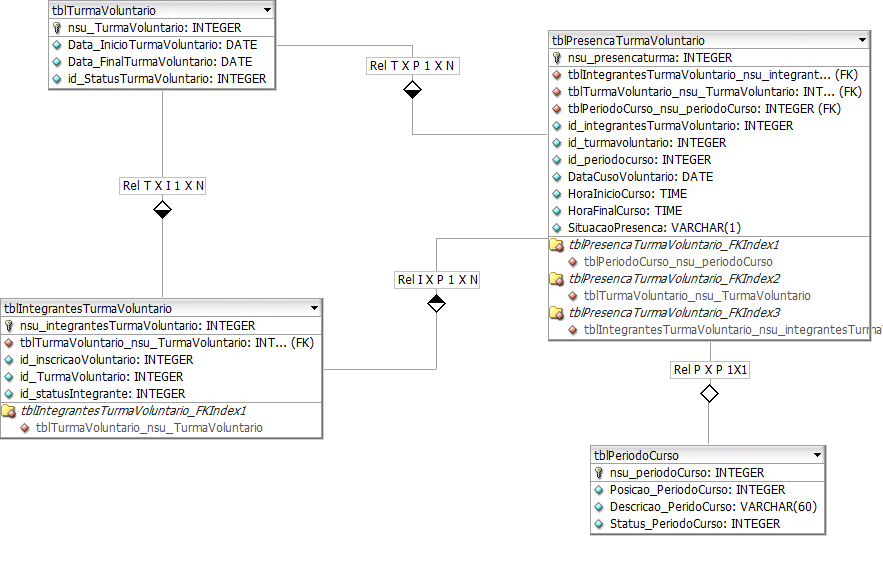 tblTurmaVoluntario
nsu_TurmaVoluntario: INTEGER
Data_InicioTurmaVoluntario: DATE
Data_FinalTurmaVoluntario: DATE
id_StatusTurmaVoluntario: INTEGER
Rel T X P 1 X N
tblPresencaTurmaVoluntario
nsu_presencaturma: INTEGER
tblIntegrantesTurmaVoluntario_nsu_integrant... (FK)
tblTurmaVoluntario_nsu_TurmaVoluntario: INT... (FK)
tblPeriodoCurso_nsu_periodoCurso: INTEGER (FK)
id_integrantesTurmaVoluntario: INTEGER
id_turmavoluntario: INTEGER
id_periodocurso: INTEGER
DataCusoVoluntario: DATE
HoraInicioCurso: TIME
HoraFinalCurso: TIME
SituacaoPresenca: VARCHAR(1)
tblPresencaTurmaVoluntario_FKIndex1
tblPeriodoCurso_nsu_periodoCurso
tblPresencaTurmaVoluntario_FKIndex2
tblTurmaVoluntario_nsu_TurmaVoluntario
tblPresencaTurmaVoluntario_FKIndex3
tblIntegrantesTurmaVoluntario_nsu_integrantesTurma
Rel T X I 1 X N
Rel I X P 1 X N
tblIntegrantesTurmaVoluntario
nsu_integrantesTurmaVoluntario: INTEGER
tblTurmaVoluntario_nsu_TurmaVoluntario: INT... (FK)
id_inscricaoVoluntario: INTEGER
id_TurmaVoluntario: INTEGER
id_statusIntegrante: INTEGER
tblIntegrantesTurmaVoluntario_FKIndex1
tblTurmaVoluntario_nsu_TurmaVoluntario
Rel P X P 1X1
tblPeriodoCurso
nsu_periodoCurso: INTEGER
Posicao_PeriodoCurso: INTEGER
Descricao_PeridoCurso: VARCHAR(60)
Status_PeriodoCurso: INTEGER